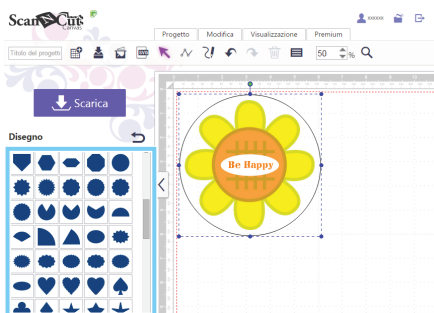 ScanNCut
Canvas
xxxxx
Progetto Modifica Visualizzazione Premium
Titolo del progetto
50 %
Scarica
Disegno
Be Happy